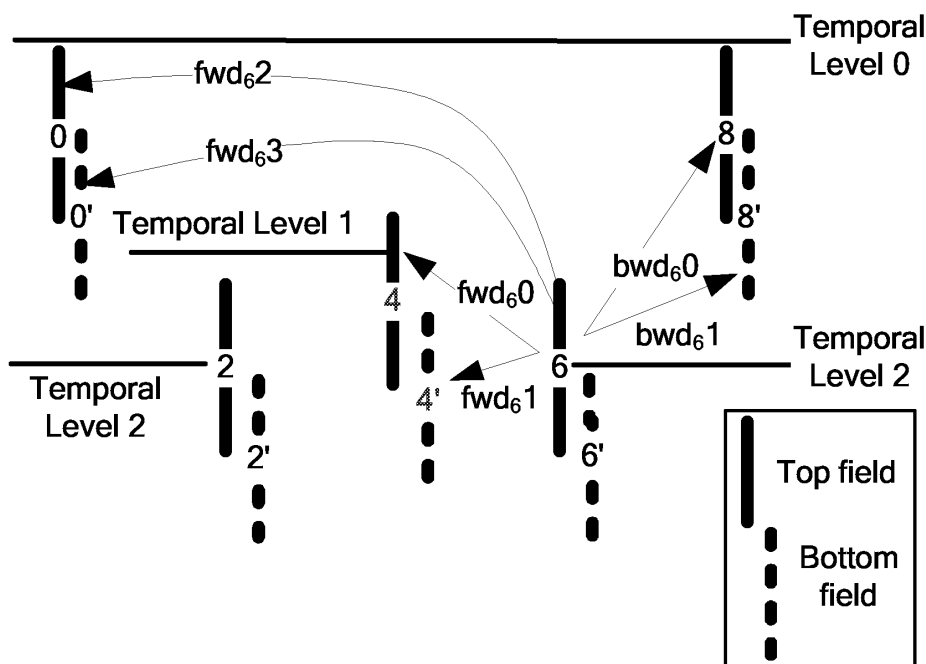 Temporal
Level 0
fwd₆2
0
8
fwd₆3
0'
8'
Temporal Level 1
bwd₆0
4
fwd₆0
bwd₆1
Temporal
Level 2
2
6
Temporal
Level 2
4'
fwd₆1
2'
6'
Top field
Bottom
field